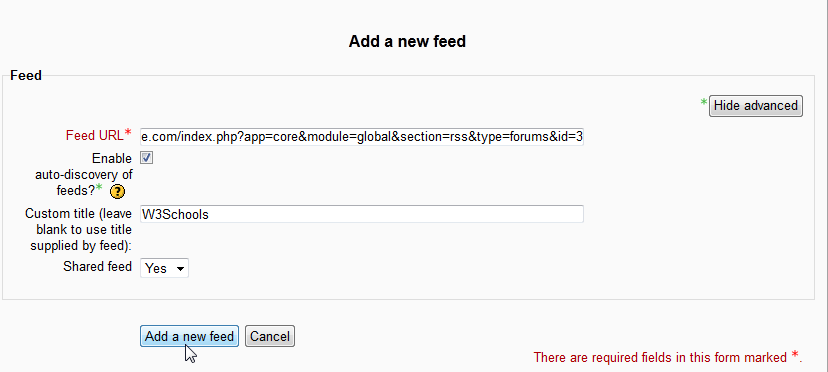 Add a new feed
Feed
* Hide advanced
Feed URL* e.com/index.php?app=core&module=global&section=rss&type=forums&id=3
Enable
auto-discovery of
feeds?* ?
Custom title (leave W3Schools
blank to use title
supplied by feed):
Shared feed Yes
Add a new feed Cancel
There are required fields in this form marked *.